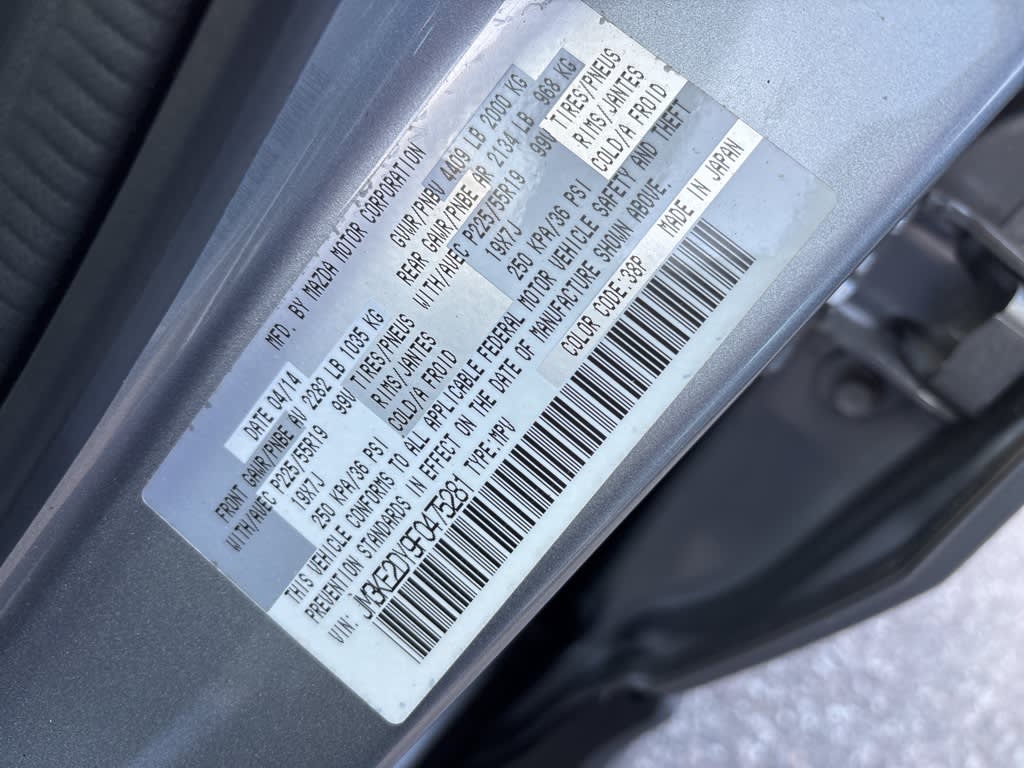 MFD. BY MAZDA MOTOR CORPORATION
DATE 04/14 GVWR/PNBV 4409 LB 2000 KG
FRONT GAWR/PNBE AV 2282 LB 1035 KG REAR GAWR/PNBE AR 2134 LB 968 KG
WITH/AVEC P225/55R19 99V TIRES/PNEUS WITH/AVEC P225/55R19 99V TIRES/PNEUS
19X7J RIMS/JANTES 19X7J RIMS/JANTES
250 KPA/36 PSI COLD/A FROID 250 KPA/36 PSI COLD/A FROID
THIS VEHICLE CONFORMS TO ALL APPLICABLE FEDERAL MOTOR VEHICLE SAFETY AND THEFT
PREVENTION STANDARDS IN EFFECT ON THE DATE OF MANUFACTURE SHOWN ABOVE.
VIN: JM3KE2DY9F0475281 TYPE:MPV COLOR CODE:38P MADE IN JAPAN